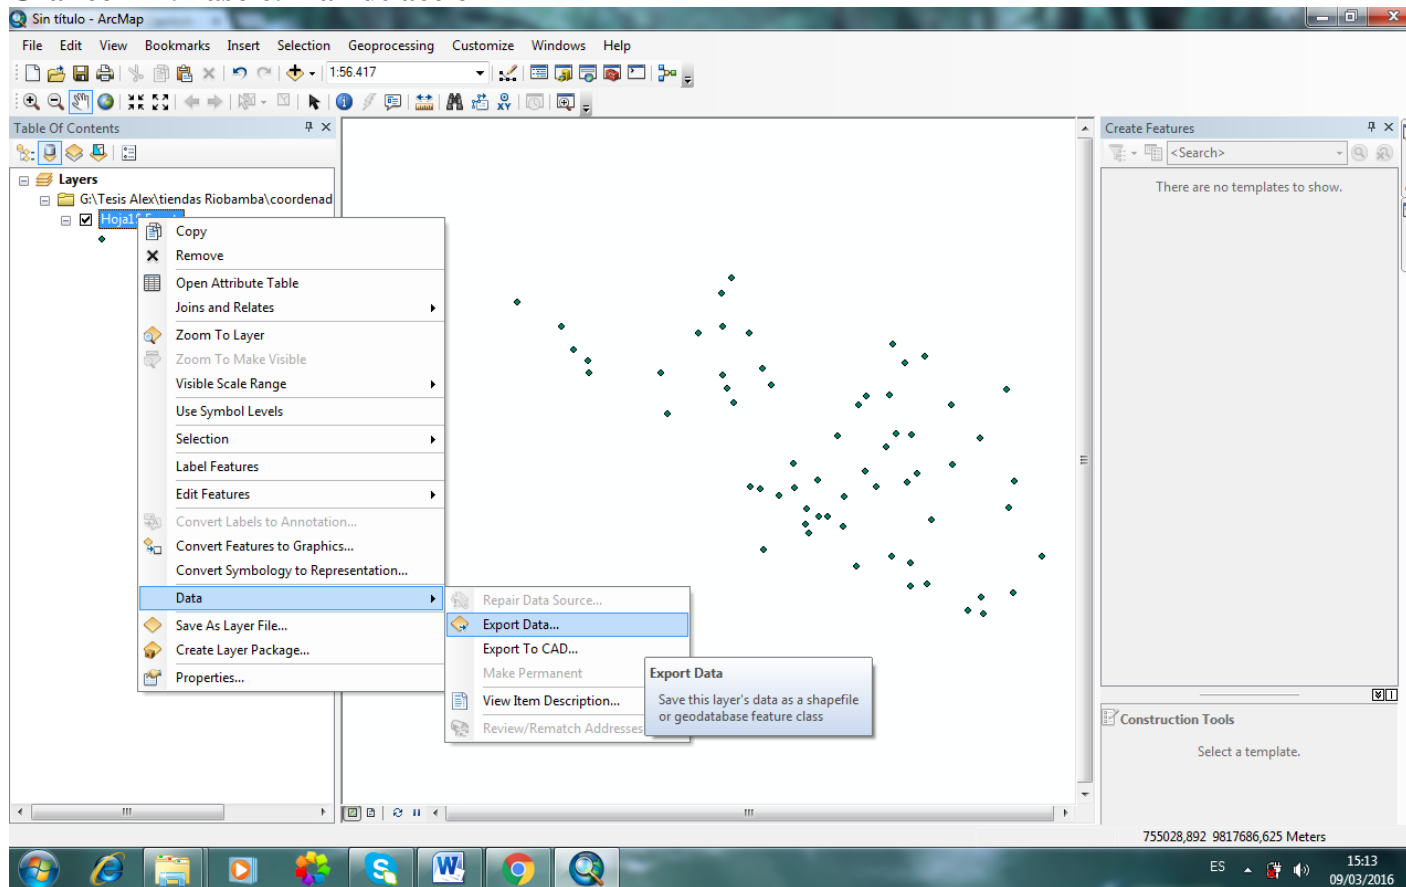 Sin título - ArcMap
File Edit View Bookmarks Insert Selection Geoprocessing Customize Windows Help
1:56.417
Table Of Contents
Create Features
<Search>
There are no templates to show.
Layers
G:\Tesis Alex\tiendas Riobamba\coordenad
Copy
Remove
Open Attribute Table
Joins and Relates
Zoom To Layer
Zoom To Make Visible
Visible Scale Range
Use Symbol Levels
Selection
Label Features
Edit Features
Convert Labels to Annotation...
Convert Features to Graphics...
Convert Symbology to Representation...
Data
Save As Layer File...
Create Layer Package...
Properties...
Repair Data Source...
Export Data...
Export To CAD...
Make Permanent
View Item Description...
Review/Rematch Addresses
Export Data
Save this layer's data as a shapefile
or geodatabase feature class
Construction Tools
Select a template.
755028,892 9817686,625 Meters
ES
15:13
09/03/2016